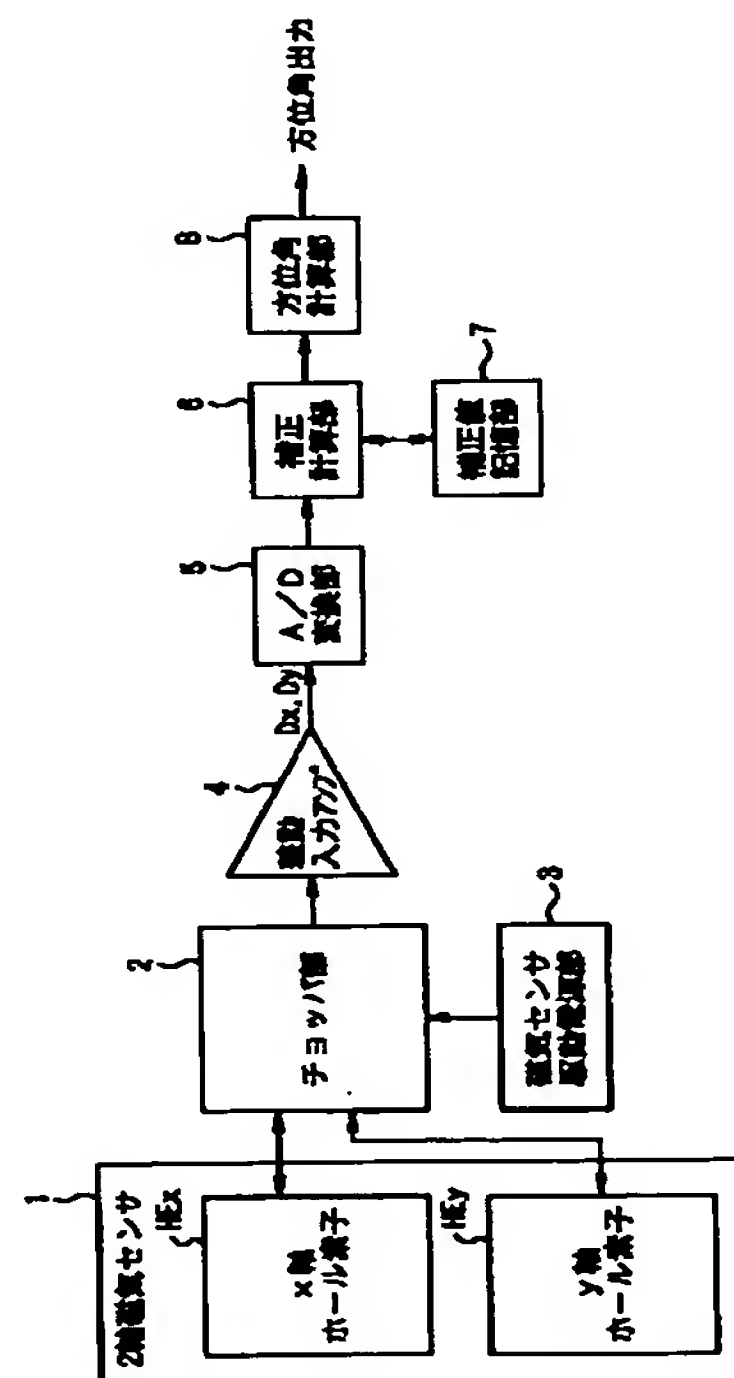 1
2軸磁気センサ
HEx
x軸
ホール素子
HEy
y軸
ホール素子
2
チョッパ部
3
磁気センサ
駆動電源部
4
差動
入力アンプ
Dx,Dy
5
A/D
変換部
6
補正
計算部
7
補正値
記憶部
8
方位角
計算部
方位角出力